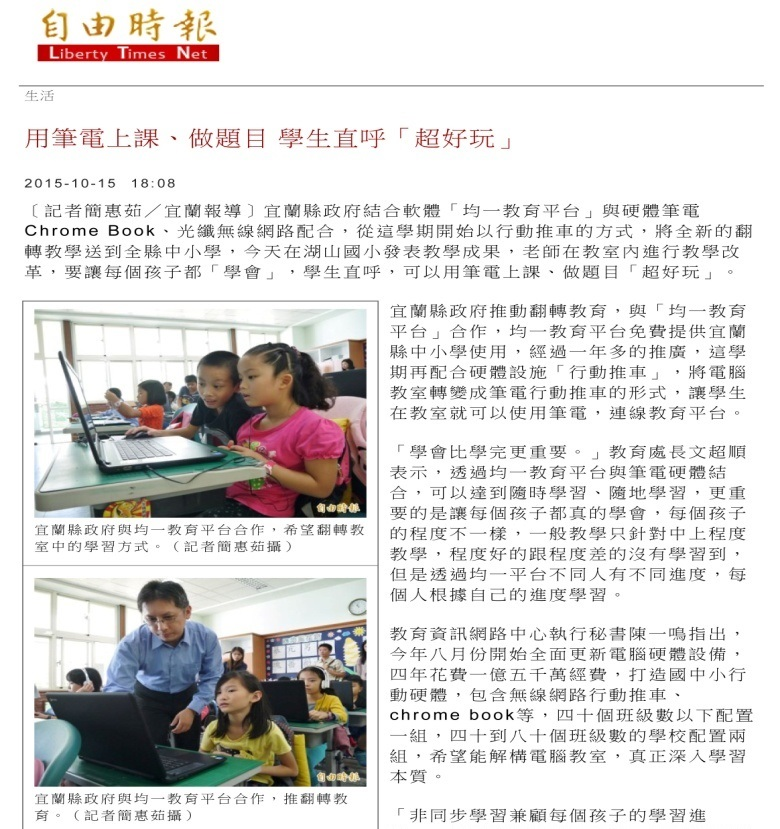 自由時報
Liberty Times Net
生活
用筆電上課、做題目 學生直呼「超好玩」
2015-10-15 18:08
〔記者簡惠茹／宜蘭報導〕宜蘭縣政府結合軟體「均一教育平台」與硬體筆電
Chrome Book、光纖無線網路配合，從這學期開始以行動推車的方式，將全新的翻
轉教學送到全縣中小學，今天在湖山國小發表教學成果，老師在教室內進行教學改
革，要讓每個孩子都「學會」，學生直呼，可以用筆電上課、做題目「超好玩」。
自由時報
宜蘭縣政府與均一教育平台合作，希望翻轉教
室中的學習方式。（記者簡惠茹攝）
自由時報
宜蘭縣政府與均一教育平台合作，推翻轉教
育。（記者簡惠茹攝）
宜蘭縣政府推動翻轉教育，與「均一教育
平台」合作，均一教育平台免費提供宜蘭
縣中小學使用，經過一年多的推廣，這學
期再配合硬體設施「行動推車」，將電腦
教室轉變成筆電行動推車的形式，讓學生
在教室就可以使用筆電，連線教育平台。
「學會比學完更重要。」教育處長文超順
表示，透過均一教育平台與筆電硬體結
合，可以達到隨時學習、隨地學習，更重
要的是讓每個孩子都真的學會，每個孩子
的程度不一樣，一般教學只針對中上程度
教學，程度好的跟程度差的沒有學習到，
但是透過均一平台不同人有不同進度，每
個人根據自己的進度學習。
教育資訊網路中心執行秘書陳一鳴指出，
今年八月份開始全面更新電腦硬體設備，
四年花費一億五千萬經費，打造國中小行
動硬體，包含無線網路行動推車、
chrome book等，四十個班級數以下配置
一組，四十到八十個班級數的學校配置兩
組，希望能解構電腦教室，真正深入學習
本質。
「非同步學習兼顧每個孩子的學習進